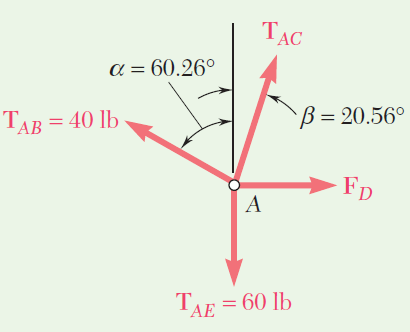 T_AC
α = 60.26°
T_AB = 40 lb
β = 20.56°
F_D
A
T_AE = 60 lb